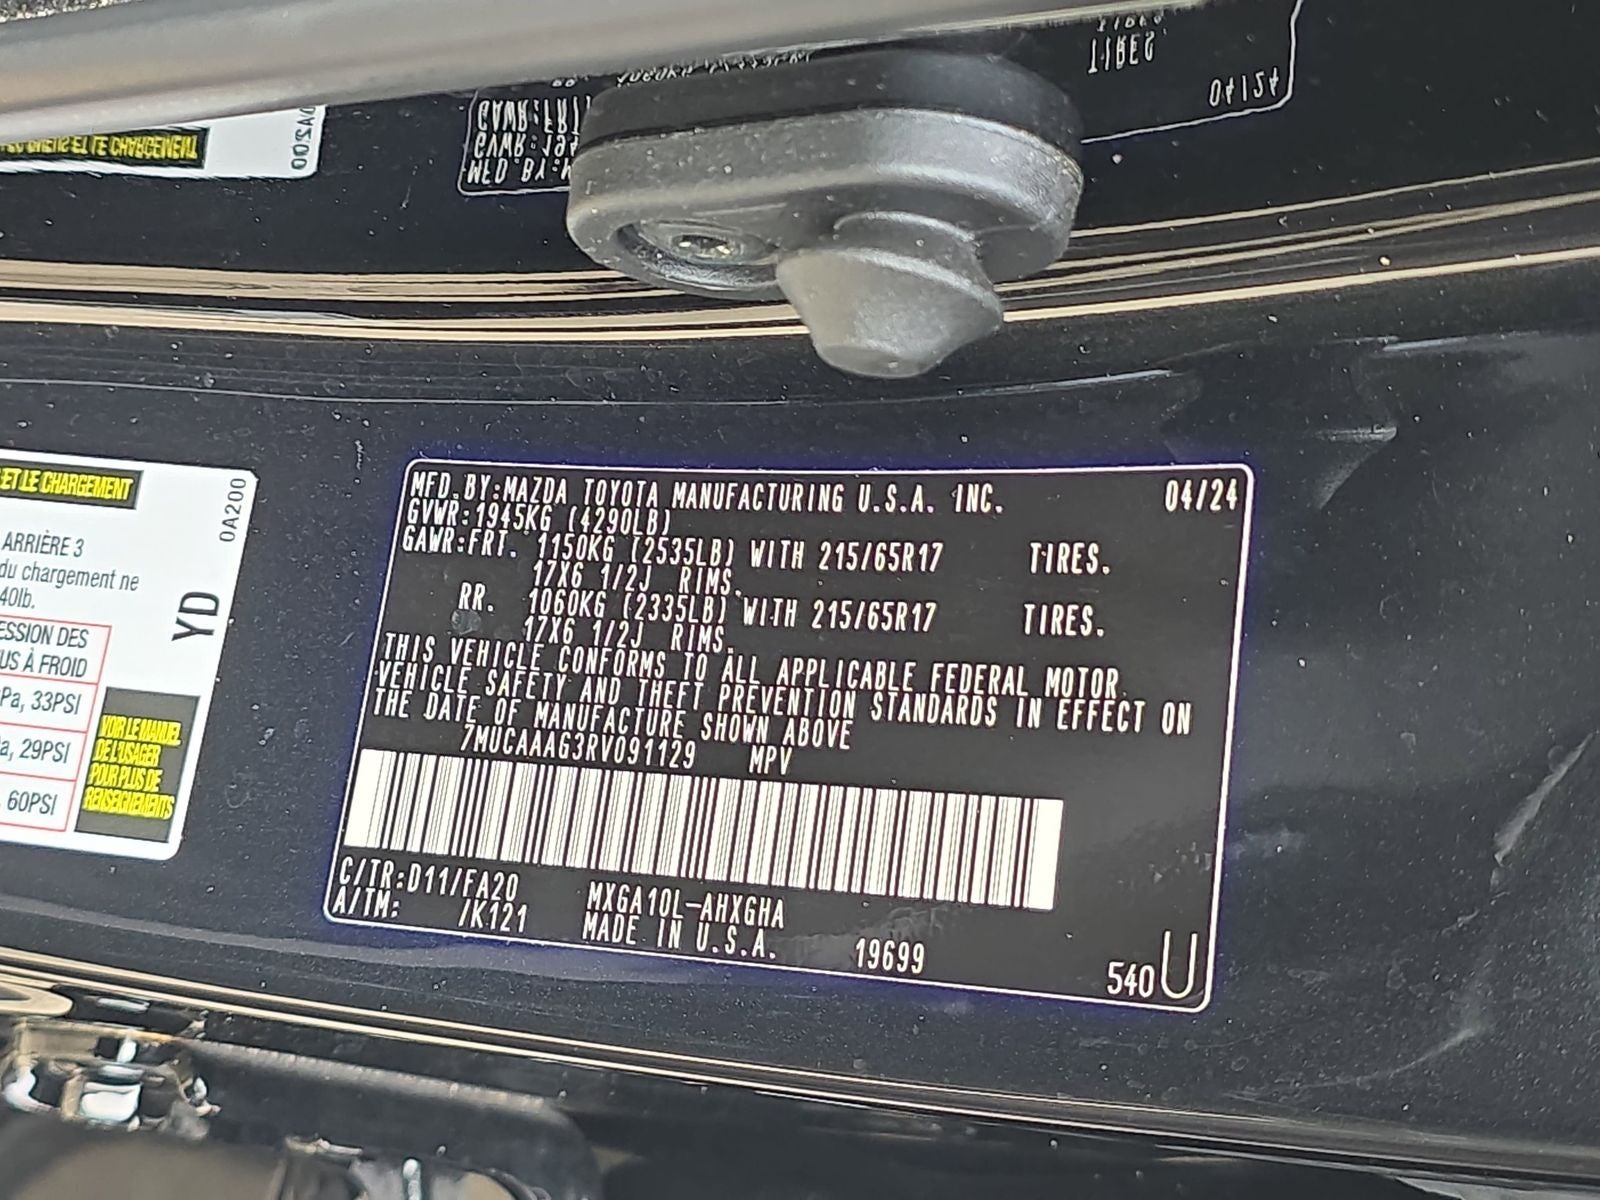 ET LE CHARGEMENT
0A200
ARRIÈRE 3
du chargement ne
40lb.
YD
ESSION DES
US À FROID
Pa, 33PSI
a, 29PSI
60PSI
VOIR LE MANUEL
DE L'USAGER
POUR PLUS DE
RENSEIGNEMENTS
MFD.BY:MAZDA TOYOTA MANUFACTURING U.S.A. INC. 04/24
GVWR:1945KG (4290LB)
GAWR:FRT. 1150KG (2535LB) WITH 215/65R17 TIRES.
17X6 1/2J RIMS.
RR. 1060KG (2335LB) WITH 215/65R17 TIRES.
17X6 1/2J RIMS.
THIS VEHICLE CONFORMS TO ALL APPLICABLE FEDERAL MOTOR
VEHICLE SAFETY AND THEFT PREVENTION STANDARDS IN EFFECT ON
THE DATE OF MANUFACTURE SHOWN ABOVE
7MUCAAAG3RV091129 MPV
C/TR:D11/FA20 MXGA10L-AHXGHA
A/TM: /K121 MADE IN U.S.A. 19699
540 U